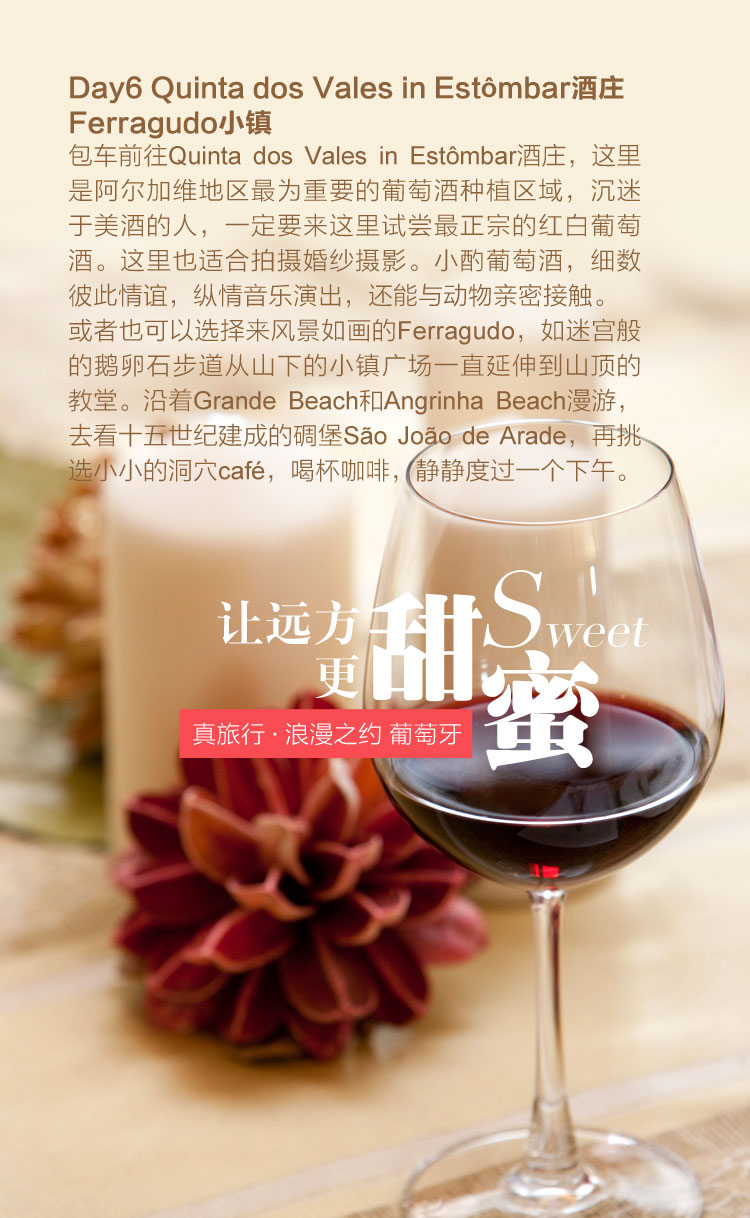 Day6 Quinta dos Vales in Estômbar酒庄
Ferragudo小镇
包车前往Quinta dos Vales in Estômbar酒庄，这里
是阿尔加维地区最为重要的葡萄酒种植区域，沉迷
于美酒的人，一定要来这里试尝最正宗的红白葡萄
酒。这里也适合拍摄婚纱摄影。小酌葡萄酒，细数
彼此情谊，纵情音乐演出，还能与动物亲密接触。
或者也可以选择来风景如画的Ferragudo，如迷宫般
的鹅卵石步道从山下的小镇广场一直延伸到山顶的
教堂。沿着Grande Beach和Angrinha Beach漫游，
去看十五世纪建成的碉堡São João de Arade，再挑
选小小的洞穴café，喝杯咖啡，静静度过一个下午。
让远方
更
甜蜜
Sweet
真旅行·浪漫之约 葡萄牙